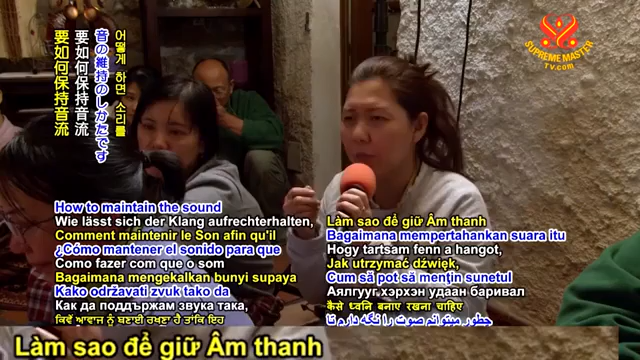 SUPREME MASTER
TV.com
어떻게 하면 소리를
音の維持のしかたです
要如何保持音流
要如何保持音流
How to maintain the sound
Wie lässt sich der Klang aufrechterhalten,
Comment maintenir le Son afin qu'il
¿Cómo mantener el sonido para que
Como fazer com que o som
Bagaimana mengekalkan bunyi supaya
Kako održavati zvuk tako da
Как да поддържам звука така,
ਕਿਵੇਂ ਆਵਾਜ਼ ਨੂੰ ਬਣਾਈ ਰੱਖਣਾ ਹੈ ਤਾਂਕਿ ਇਹ
Làm sao để giữ Âm thanh
Bagaimana mempertahankan suara itu
Hogy tartsam fenn a hangot,
Jak utrzymać dźwięk,
Cum să pot să menţin sunetul
Аялгууг хэрхэн удаан баривал
कैसे ध्वनि बनाए रखना चाहिए
چطور میتوانم صوت را نگه دارم تا
Làm sao để giữ Âm thanh